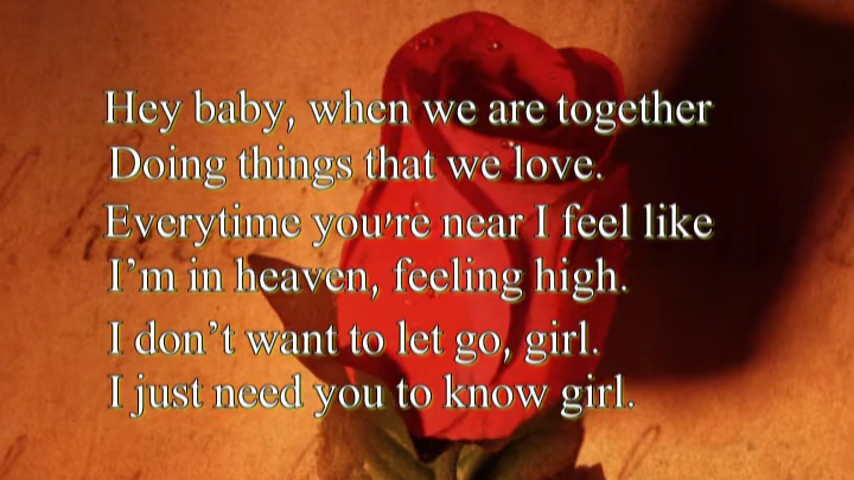 Hey baby, when we are together
Doing things that we love.
Everytime you're near I feel like
I’m in heaven, feeling high.
I don’t want to let go, girl.
I just need you to know girl.